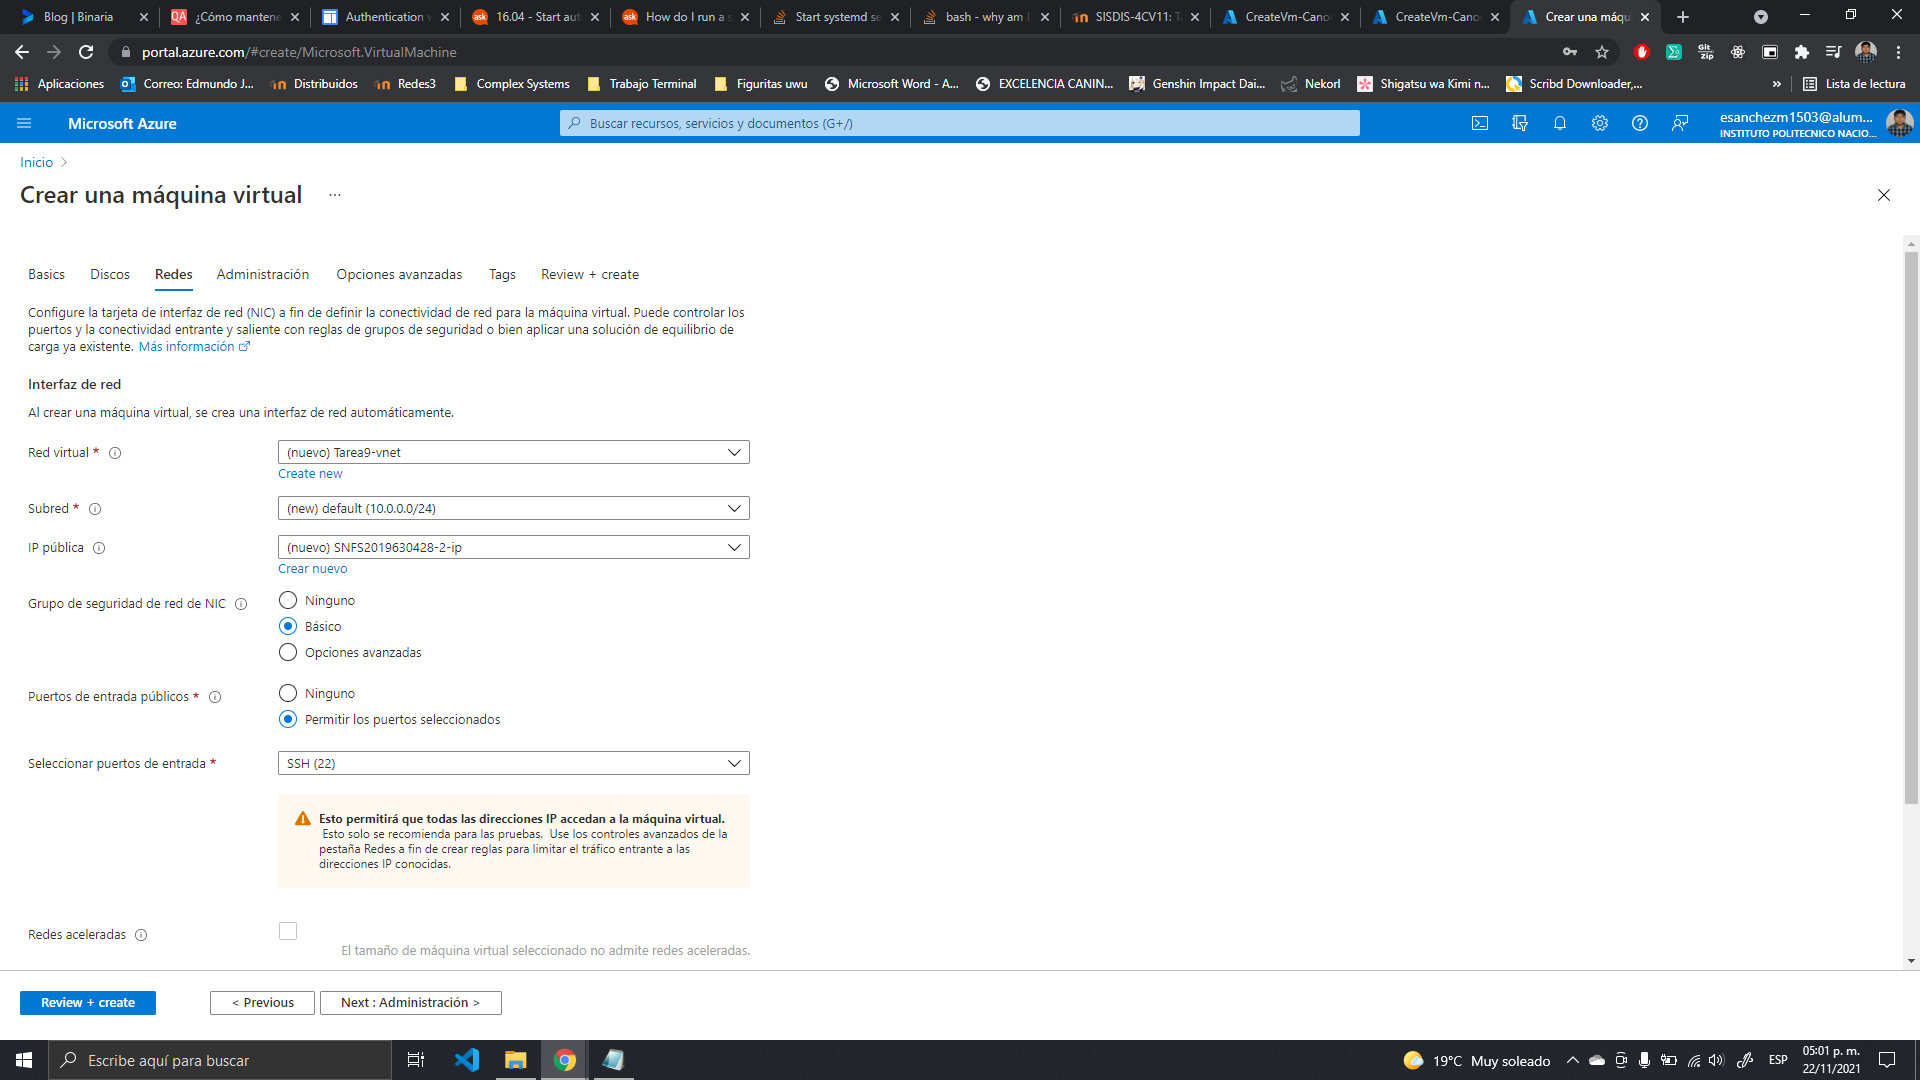 Blog | Binaria
¿Cómo mantene
Authentication
16.04 - Start aut
How do I run a s
Start systemd se
bash - why am I
SISDIS-4CV11: T
CreateVm-Cano
CreateVm-Cano
Crear una máqu
portal.azure.com/#create/Microsoft.VirtualMachine
Aplicaciones
Correo: Edmundo J...
Distribuidos
Redes3
Complex Systems
Trabajo Terminal
Figuritas uwu
Microsoft Word - A...
EXCELENCIA CANIN...
Genshin Impact Dai...
Nekorl
Shigatsu wa Kimi n...
Scribd Downloader,...
»
Lista de lectura
Microsoft Azure
Buscar recursos, servicios y documentos (G+/)
esanchezm1503@alum...
INSTITUTO POLITECNICO NACIO...
Inicio >
Crear una máquina virtual ...
Basics
Discos
Redes
Administración
Opciones avanzadas
Tags
Review + create
Configure la tarjeta de interfaz de red (NIC) a fin de definir la conectividad de red para la máquina virtual. Puede controlar los
puertos y la conectividad entrante y saliente con reglas de grupos de seguridad o bien aplicar una solución de equilibrio de
carga ya existente. Más información
Interfaz de red
Al crear una máquina virtual, se crea una interfaz de red automáticamente.
Red virtual *
(nuevo) Tarea9-vnet
Create new
Subred *
(new) default (10.0.0.0/24)
IP pública
(nuevo) SNFS2019630428-2-ip
Crear nuevo
Grupo de seguridad de red de NIC
Ninguno
Básico
Opciones avanzadas
Puertos de entrada públicos *
Ninguno
Permitir los puertos seleccionados
Seleccionar puertos de entrada *
SSH (22)
Esto permitirá que todas las direcciones IP accedan a la máquina virtual.
Esto solo se recomienda para las pruebas. Use los controles avanzados de la
pestaña Redes a fin de crear reglas para limitar el tráfico entrante a las
direcciones IP conocidas.
Redes aceleradas
El tamaño de máquina virtual seleccionado no admite redes aceleradas.
Review + create
< Previous
Next : Administración >
Escribe aquí para buscar
19°C Muy soleado
ESP
05:01 p. m.
22/11/2021